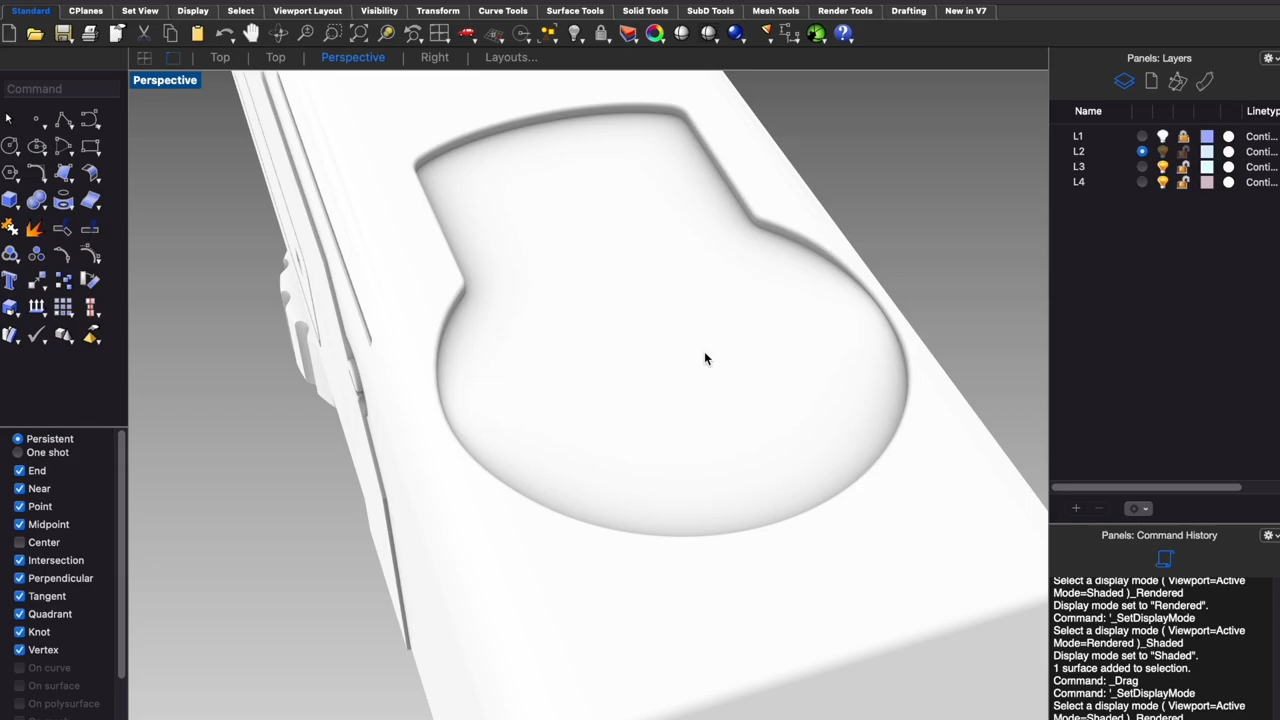 Standard CPlanes Set View Display Select Viewport Layout Visibility Transform Curve Tools Surface Tools Solid Tools SubD Tools Mesh Tools Render Tools Drafting New in V7
Top Top Perspective Right Layouts...
Panels: Layers
Perspective
Command
Name Linetyp
L1 Conti...
L2 Conti...
L3 Conti...
L4 Conti...
Persistent
One shot
End
Near
Point
Midpoint
Center
Intersection
Perpendicular
Tangent
Quadrant
Knot
Vertex
On curve
On surface
On polysurface
Panels: Command History
Select a display mode ( Viewport=Active
Mode=Shaded )_Rendered
Display mode set to "Rendered".
Command: '_SetDisplayMode
Select a display mode ( Viewport=Active
Mode=Rendered )_Shaded
Display mode set to "Shaded".
1 surface added to selection.
Command: _Drag
Command: '_SetDisplayMode
Select a display mode ( Viewport=Active
Mode=Shaded )_Rendered